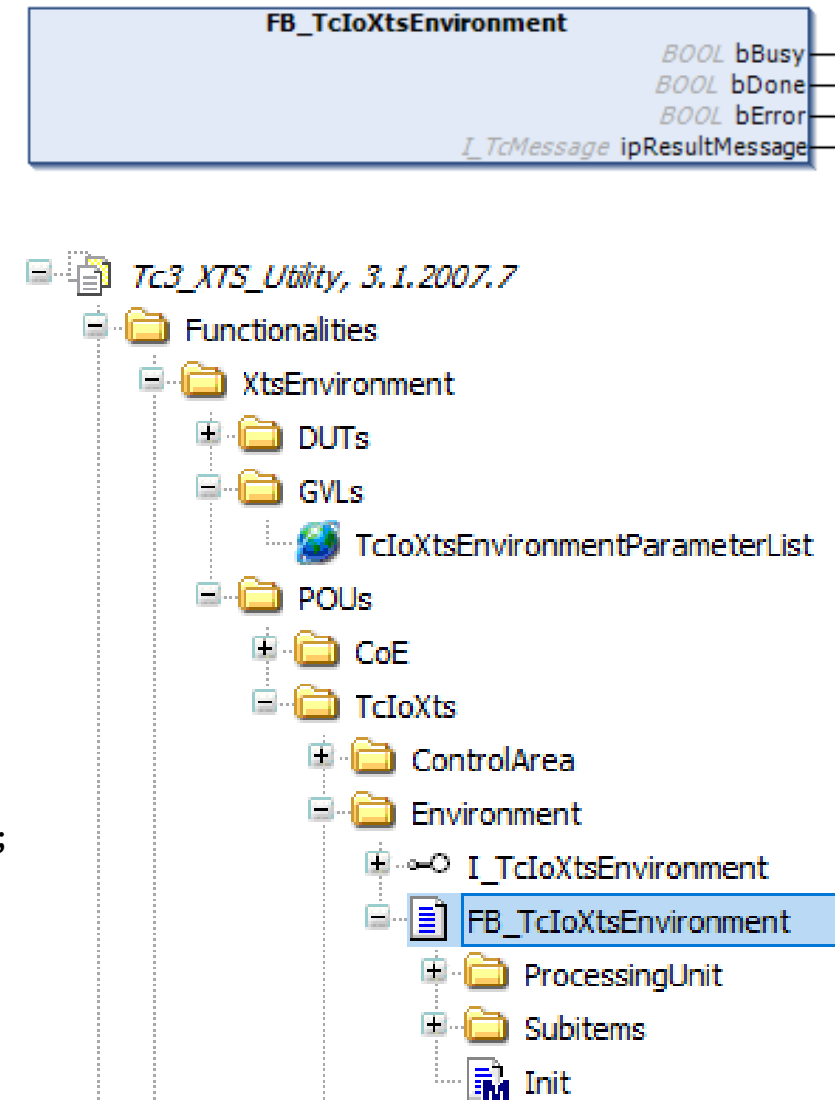 FB_TcIoXtsEnvironment
BOOL bBusy
BOOL bDone
BOOL bError
I_TcMessage ipResultMessage
Tc3_XTS_Utility, 3.1.2007.7
Functionalities
XtsEnvironment
DUTs
GVLs
TcIoXtsEnvironmentParameterList
POUs
CoE
TcIoXts
ControlArea
Environment
;
I_TcIoXtsEnvironment
FB_TcIoXtsEnvironment
ProcessingUnit
Subitems
M Init